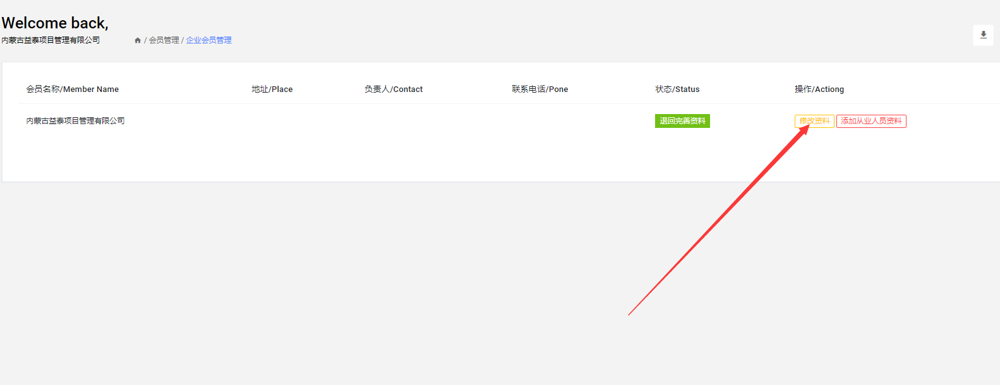 Welcome back,
内蒙古益泰项目管理有限公司 / 会员管理 / 企业会员管理
会员名称/Member Name 地址/Place 负责人/Contact 联系电话/Pone 状态/Status 操作/Actiong
内蒙古益泰项目管理有限公司 退回完善资料 修改资料 添加从业人员资料